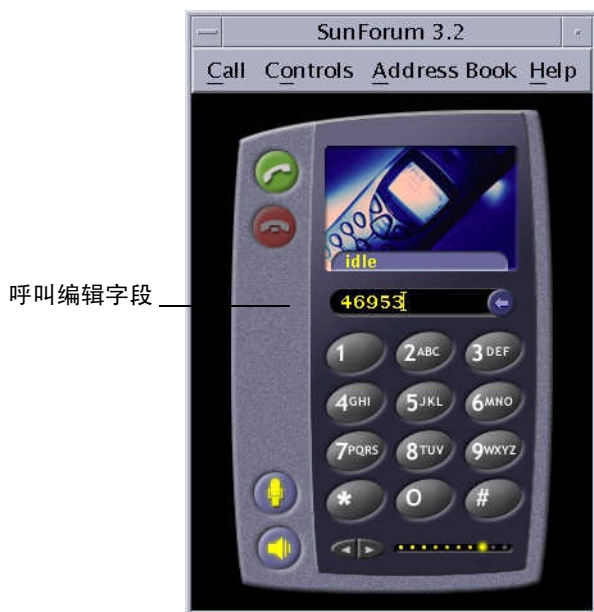 SunForum 3.2
Call Controls Address Book Help
idle
呼叫编辑字段
46953
1 2ABC 3DEF
4GHI 5JKL 6MNO
7PQRS 8TUV 9WXYZ
* 0 #